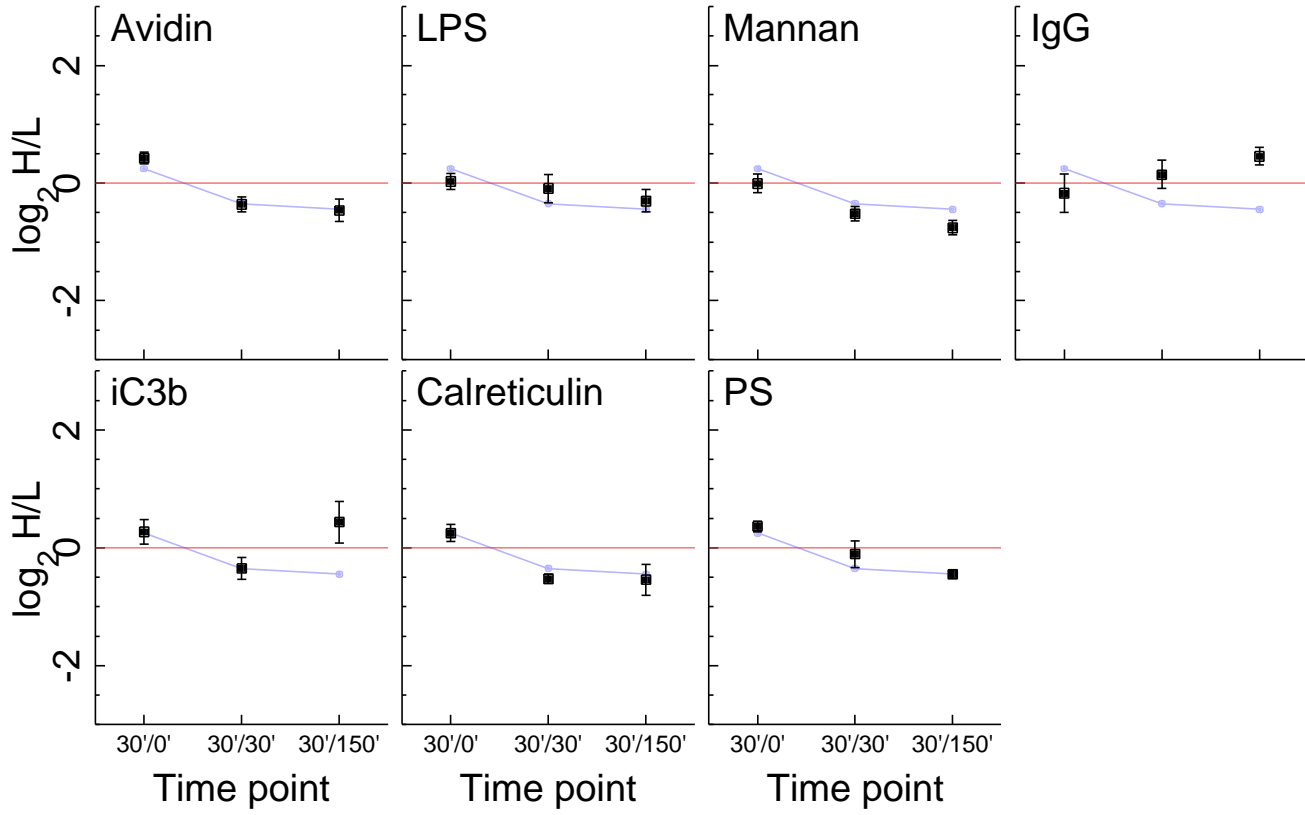 Avidin
LPS
Mannan
IgG
2
0
-2
log2 H/L
iC3b
Calreticulin
PS
2
0
-2
log2 H/L
30'/0' 30'/30' 30'/150'
30'/0' 30'/30' 30'/150'
30'/0' 30'/30' 30'/150'
Time point
Time point
Time point